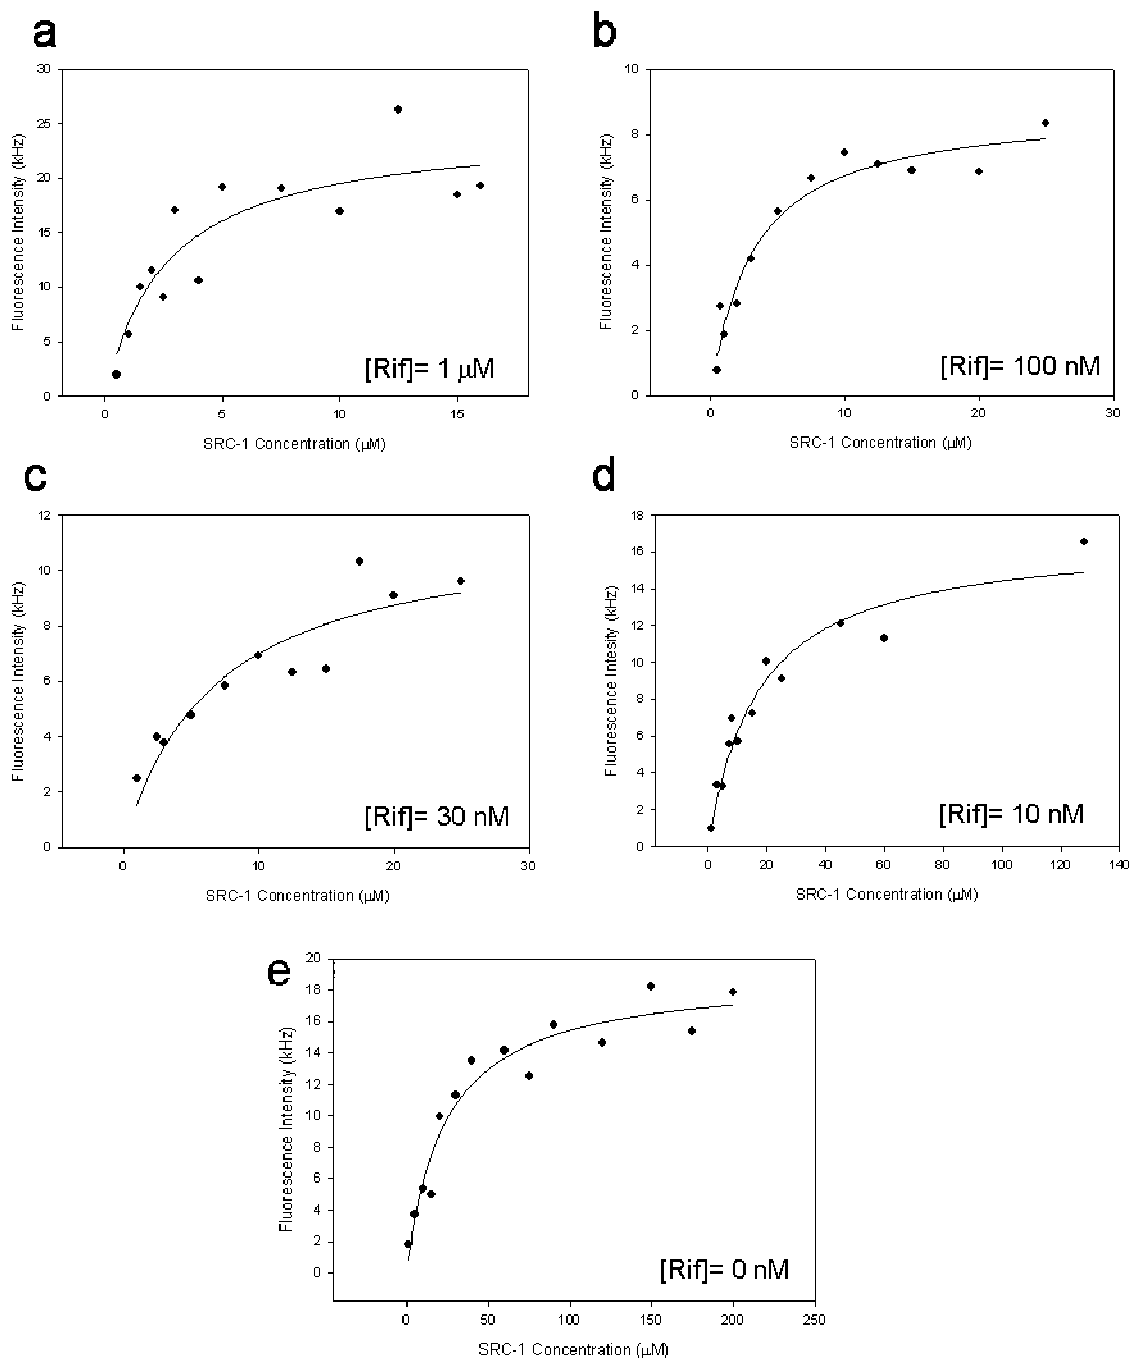 a
30
25
20
15
10
5
0
Fluorescence Intensity (kHz)
[Rif]= 1 μM
0 5 10 15
SRC-1 Concentration (μM)
b
10
8
6
4
2
0
Fluorescence Intensity (kHz)
[Rif]= 100 nM
0 10 20 30
SRC-1 Concentration (μM)
c
12
10
8
6
4
2
0
Fluorescence Intensity (kHz)
[Rif]= 30 nM
0 10 20 30
SRC-1 Concentration (μM)
d
18
16
14
12
10
8
6
4
2
0
Fluorescence Intesity (kHz)
[Rif]= 10 nM
0 20 40 60 80 100 120 140
SRC-1 Concentration (μM)
e
20
18
16
14
12
10
8
6
4
2
0
Fluorescence Intensity (kHz)
[Rif]= 0 nM
0 50 100 150 200 250
SRC-1 Concentration (μM)